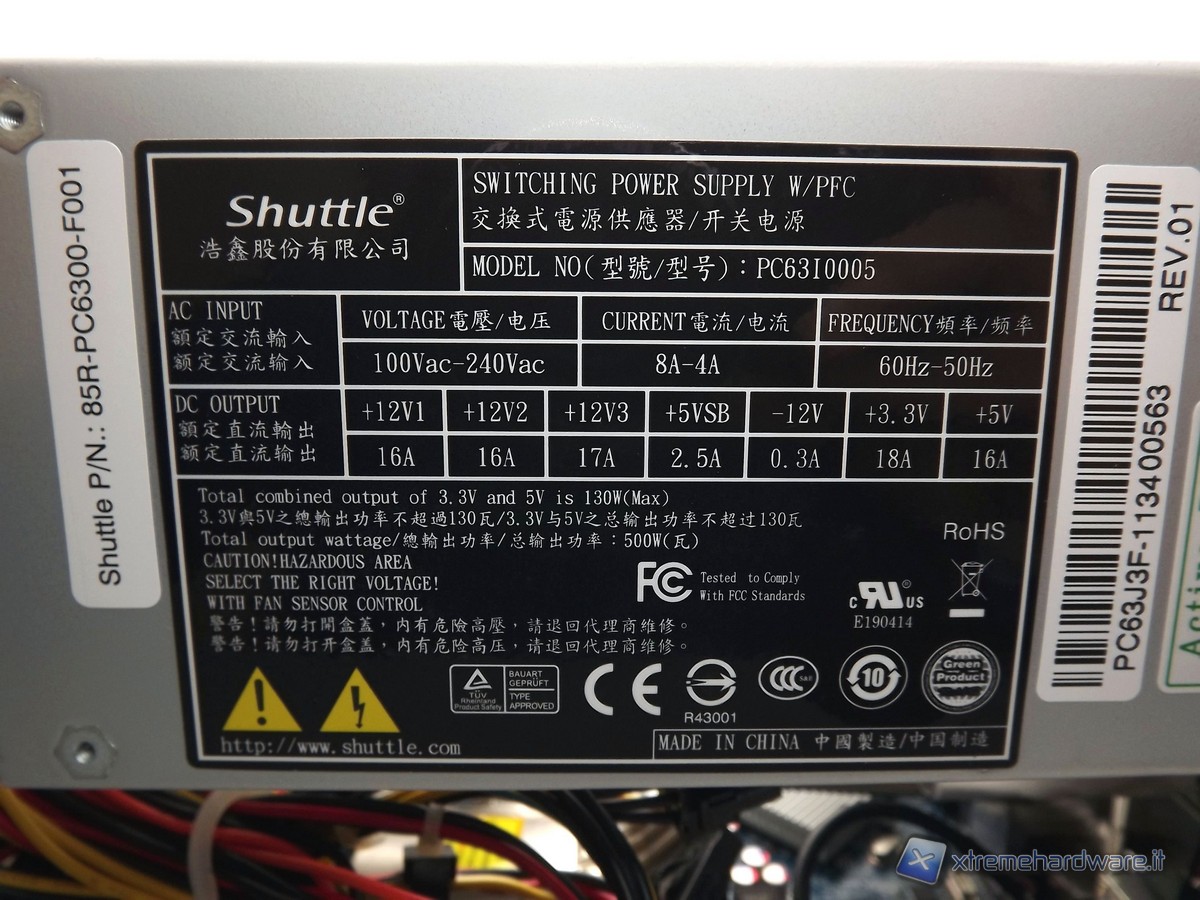 Shuttle P/N.: 85R-PC6300-F001
Shuttle®
浩鑫股份有限公司
SWITCHING POWER SUPPLY W/PFC
交換式電源供應器/开关电源
MODEL NO(型號/型号):PC63I0005
AC INPUT
額定交流輸入
额定交流输入
VOLTAGE電壓/电压
CURRENT電流/电流
FREQUENCY頻率/频率
100Vac-240Vac
8A-4A
60Hz-50Hz
DC OUTPUT
額定直流輸出
额定直流输出
+12V1 +12V2 +12V3 +5VSB -12V +3.3V +5V
16A 16A 17A 2.5A 0.3A 18A 16A
Total combined output of 3.3V and 5V is 130W(Max)
3.3V與5V之總輸出功率不超過130瓦/3.3V与5V之总输出功率不超过130瓦
Total output wattage/總輸出功率/总输出功率:500W(瓦)
CAUTION!HAZARDOUS AREA
SELECT THE RIGHT VOLTAGE!
WITH FAN SENSOR CONTROL
警告!請勿打開盒蓋,內有危險高壓,請退回代理商維修。
警告!请勿打开盒盖,内有危险高压,请退回代理商维修。
FC Tested to Comply
With FCC Standards
RoHS
c RU US ®
E190414
TÜV
Rheinland
Product Safety
BAUART
GEPRÜFT
TYPE
APPROVED
CE
R43001
CCC S&E
10
Green
Product
http://www.shuttle.com
MADE IN CHINA 中國製造/中国制造
PC63J3F-113400563 REV.01
xtremehardware.it